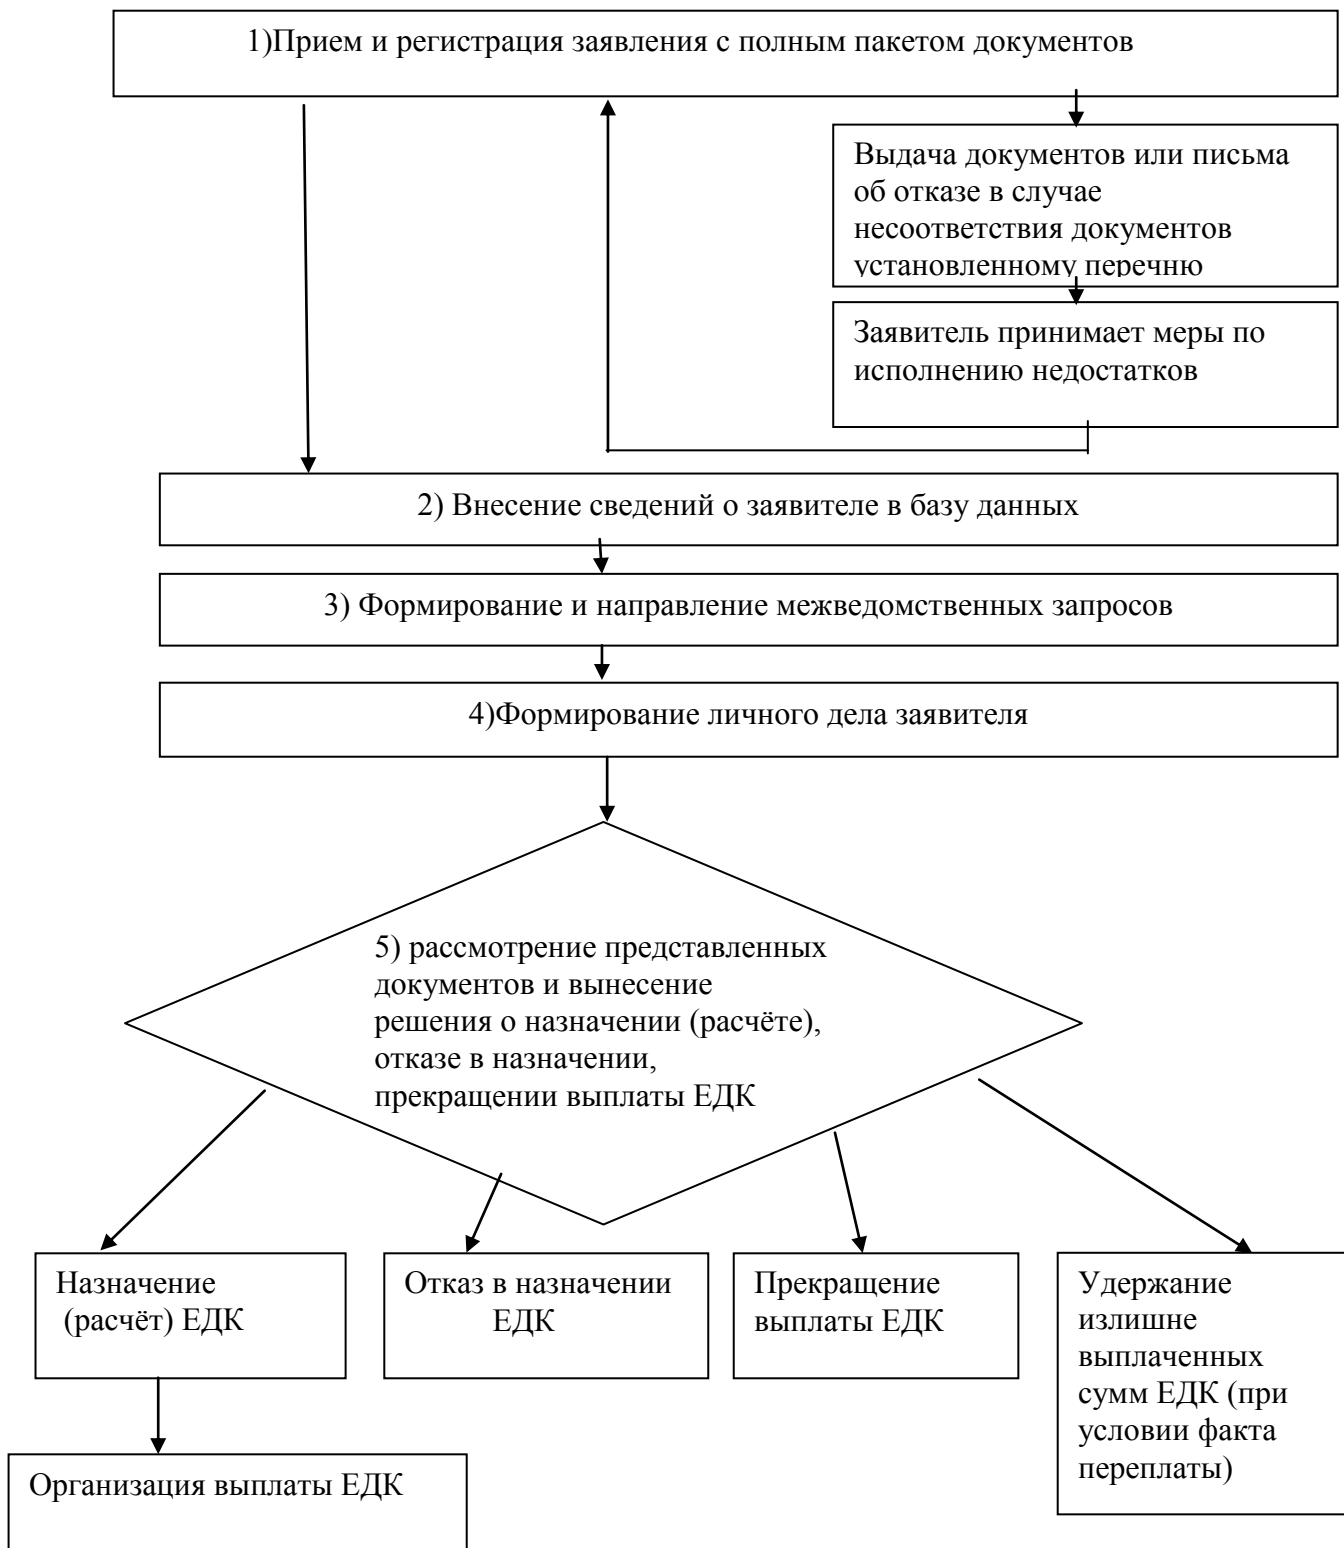 1)Прием и регистрация заявления с полным пакетом документов
Выдача документов или письма
об отказе в случае
несоответствия документов
установленному перечню
Заявитель принимает меры по
исполнению недостатков
2) Внесение сведений о заявителе в базу данных
3) Формирование и направление межведомственных запросов
4)Формирование личного дела заявителя
5) рассмотрение представленных
документов и вынесение
решения о назначении (расчёте),
отказе в назначении,
прекращении выплаты ЕДК
Назначение
(расчёт) ЕДК
Отказ в назначении
ЕДК
Прекращение
выплаты ЕДК
Удержание
излишне
выплаченных
сумм ЕДК (при
условии факта
переплаты)
Организация выплаты ЕДК